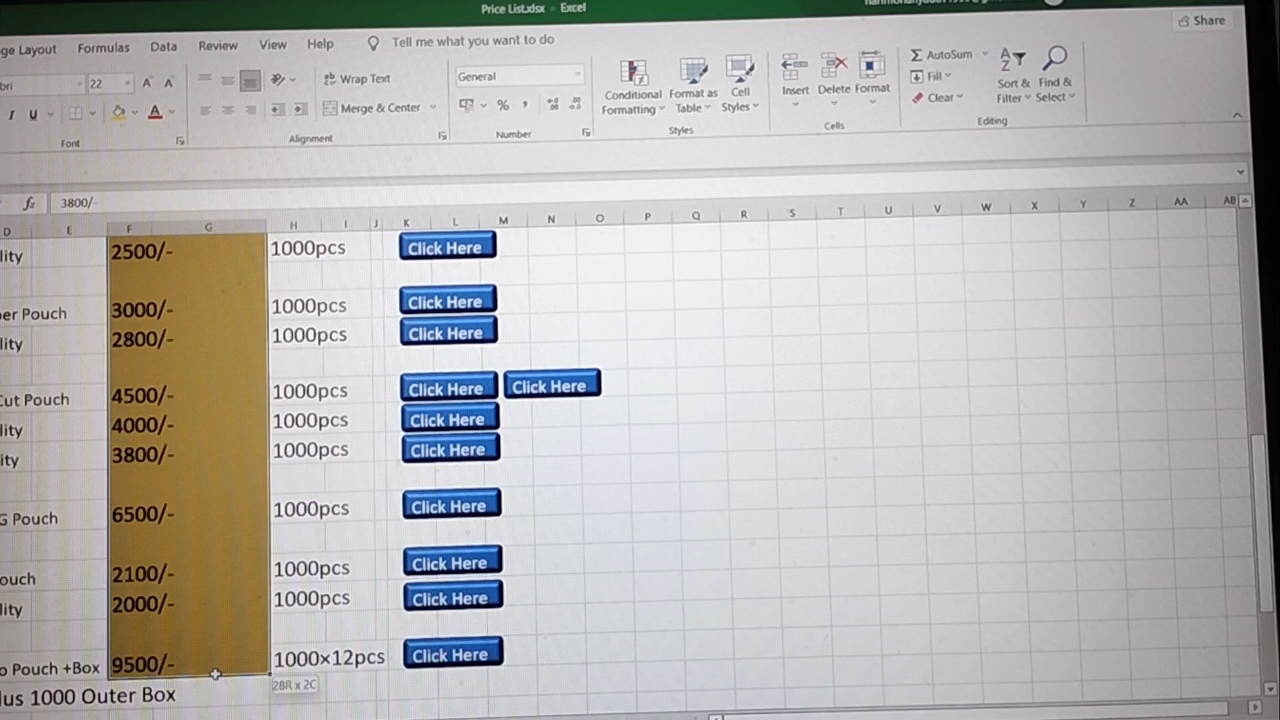 Price List.xlsx - Excel
Share
ge Layout Formulas Data Review View Help Tell me what you want to do
bri 22 A A Wrap Text General
I U A Merge & Center % ,
Conditional Formatting Format as Table Cell Styles
Insert Delete Format
AutoSum
Fill
Clear
Sort & Filter Find & Select
Font Alignment Number Styles Cells Editing
fx 3800/-
D E F G H I J K L M N O P Q R S T U V W X Y Z AA AB
lity 2500/- 1000pcs Click Here
per Pouch 3000/- 1000pcs Click Here
lity 2800/- 1000pcs Click Here
Cut Pouch 4500/- 1000pcs Click Here Click Here
lity 4000/- 1000pcs Click Here
ity 3800/- 1000pcs Click Here
G Pouch 6500/- 1000pcs Click Here
ouch 2100/- 1000pcs Click Here
lity 2000/- 1000pcs Click Here
o Pouch +Box 9500/- 1000×12pcs Click Here
28R x 2C
lus 1000 Outer Box